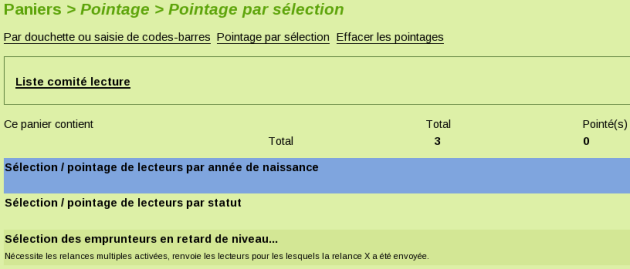 Paniers > Pointage > Pointage par sélection
Par douchette ou saisie de codes-barres Pointage par sélection Effacer les pointages
Liste comité lecture
Ce panier contient Total Pointé(s)
Total 3 0
Sélection / pointage de lecteurs par année de naissance
Sélection / pointage de lecteurs par statut
Sélection des emprunteurs en retard de niveau...
Nécessite les relances multiples activées, renvoie les lecteurs pour les lesquels la relance X a été envoyée.